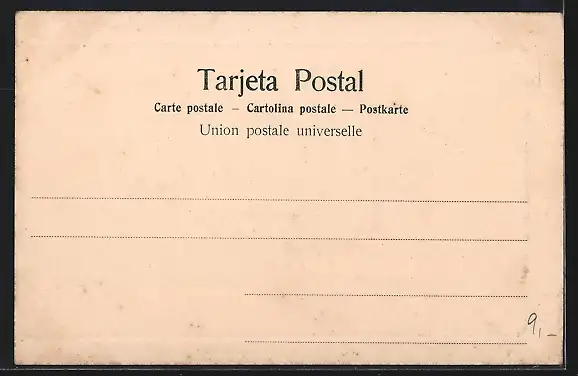 Tarjeta Postal
Carte postale – Cartolina postale — Postkarte
Union postale universelle
9,–